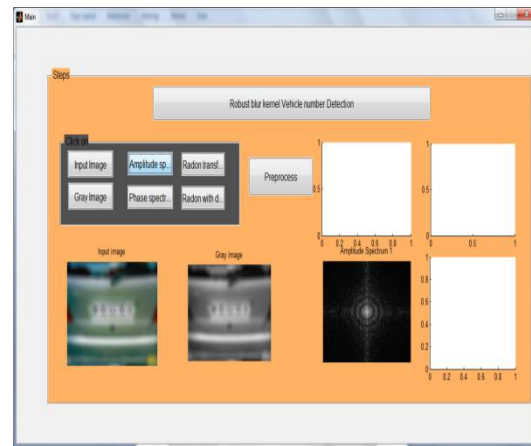 Main
Steps
Robust blur kernel Vehicle number Detection
Click on
Input Image
Amplitude sp...
Radon transf...
Gray Image
Phase spectr...
Radon with d...
Preprocess
1
0.5
0
0 0.2 0.4 0.6 0.8 1
1
0.5
0
0 0.5 1
Input image
Gray image
Amplitude Spectrum 1
1
0.8
0.6
0.4
0.2
0
0 0.2 0.4 0.6 0.8 1